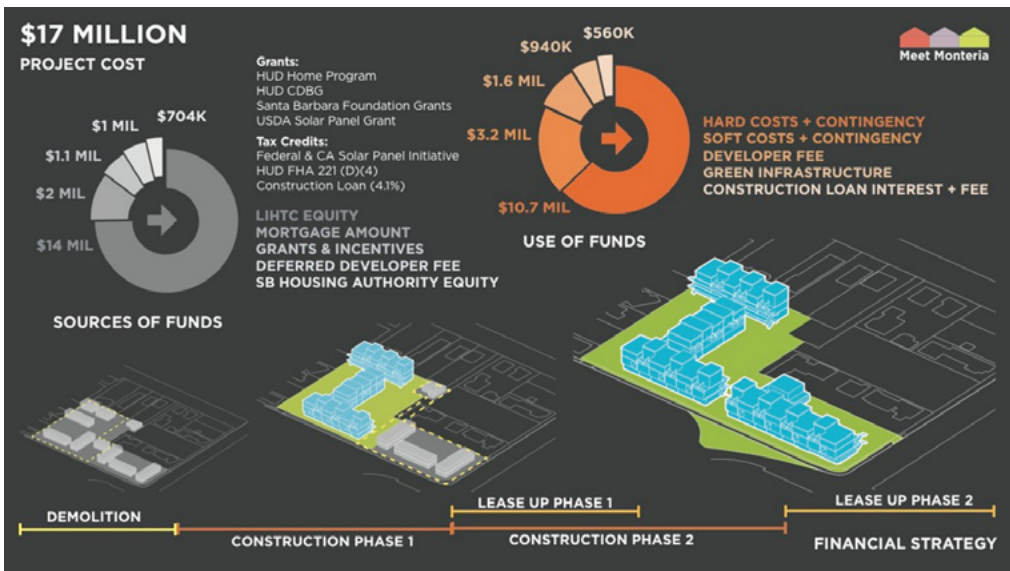 $17 MILLION
PROJECT COST
$704K
$1 MIL
$1.1 MIL
$2 MIL
$14 MIL
SOURCES OF FUNDS
Grants:
HUD Home Program
HUD CDBG
Santa Barbara Foundation Grants
USDA Solar Panel Grant
Tax Credits:
Federal & CA Solar Panel Initiative
HUD FHA 221 (D)(4)
Construction Loan (4.1%)
LIHTC EQUITY
MORTGAGE AMOUNT
GRANTS & INCENTIVES
DEFERRED DEVELOPER FEE
SB HOUSING AUTHORITY EQUITY
$560K
$940K
$1.6 MIL
$3.2 MIL
$10.7 MIL
USE OF FUNDS
Meet Monteria
HARD COSTS + CONTINGENCY
SOFT COSTS + CONTINGENCY
DEVELOPER FEE
GREEN INFRASTRUCTURE
CONSTRUCTION LOAN INTEREST + FEE
DEMOLITION
CONSTRUCTION PHASE 1
LEASE UP PHASE 1
CONSTRUCTION PHASE 2
LEASE UP PHASE 2
FINANCIAL STRATEGY